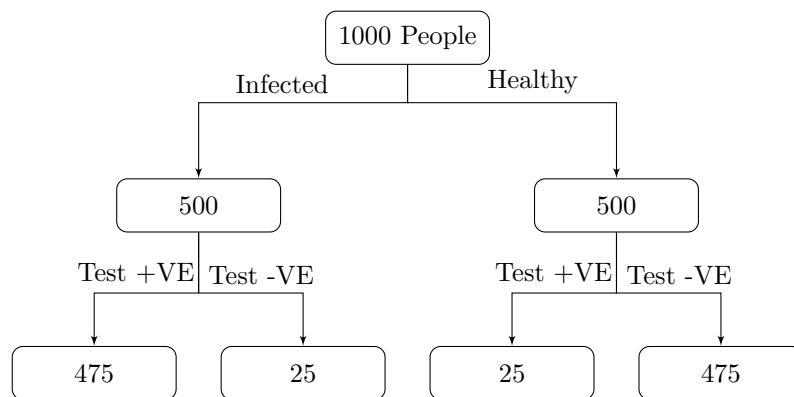 1000 People
Infected
Healthy
500
500
Test +VE
Test -VE
Test +VE
Test -VE
475
25
25
475